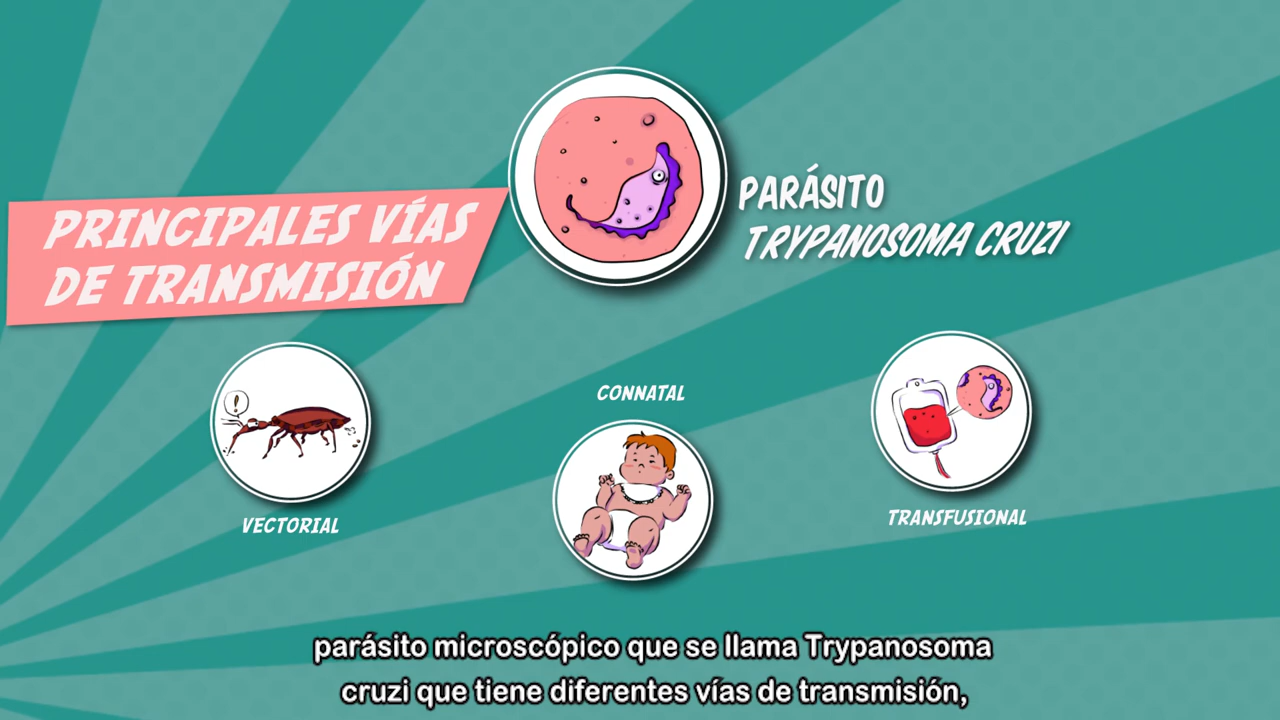 PRINCIPALES VÍAS
DE TRANSMISIÓN
PARÁSITO
TRYPANOSOMA CRUZI
!
VECTORIAL
CONNATAL
TRANSFUSIONAL
parásito microscópico que se llama Trypanosoma
cruzi que tiene diferentes vías de transmisión,